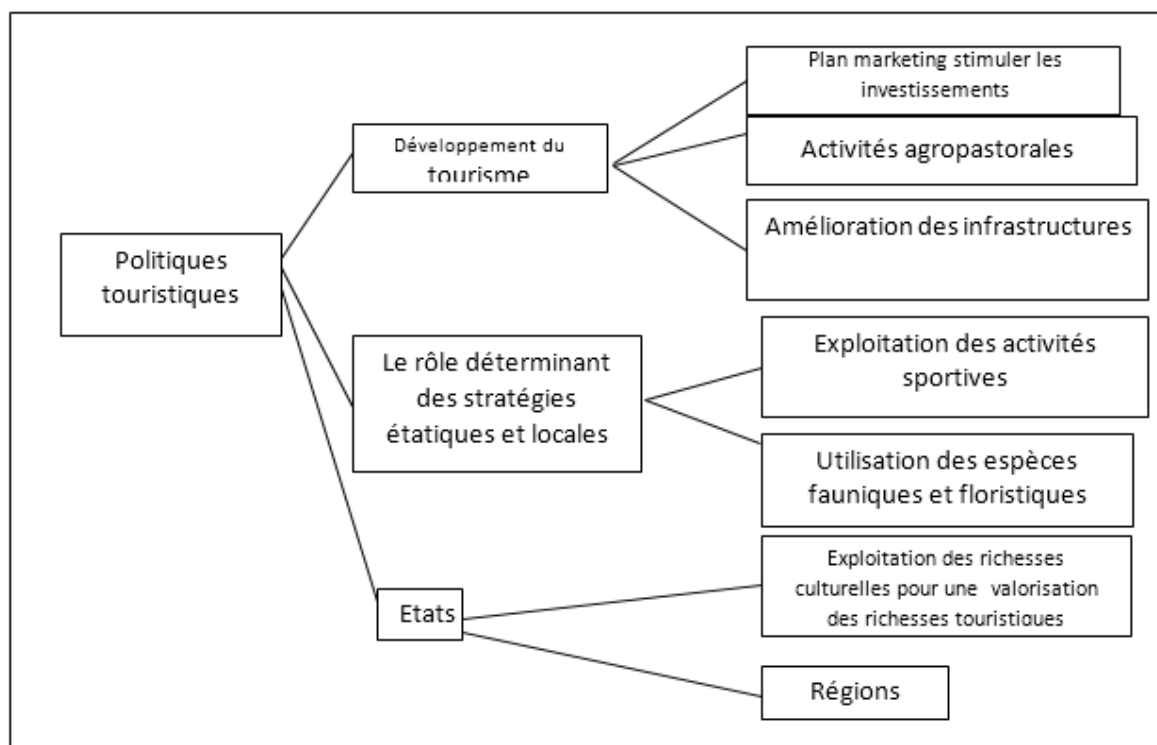 Plan marketing stimuler les
investissements
Développement du
tourisme
Activités agropastorales
Amélioration des infrastructures
Politiques
touristiques
Le rôle déterminant
des stratégies
étatiques et locales
Exploitation des activités
sportives
Utilisation des espèces
fauniques et floristiques
Etats
Exploitation des richesses
culturelles pour une valorisation
des richesses touristiques
Régions